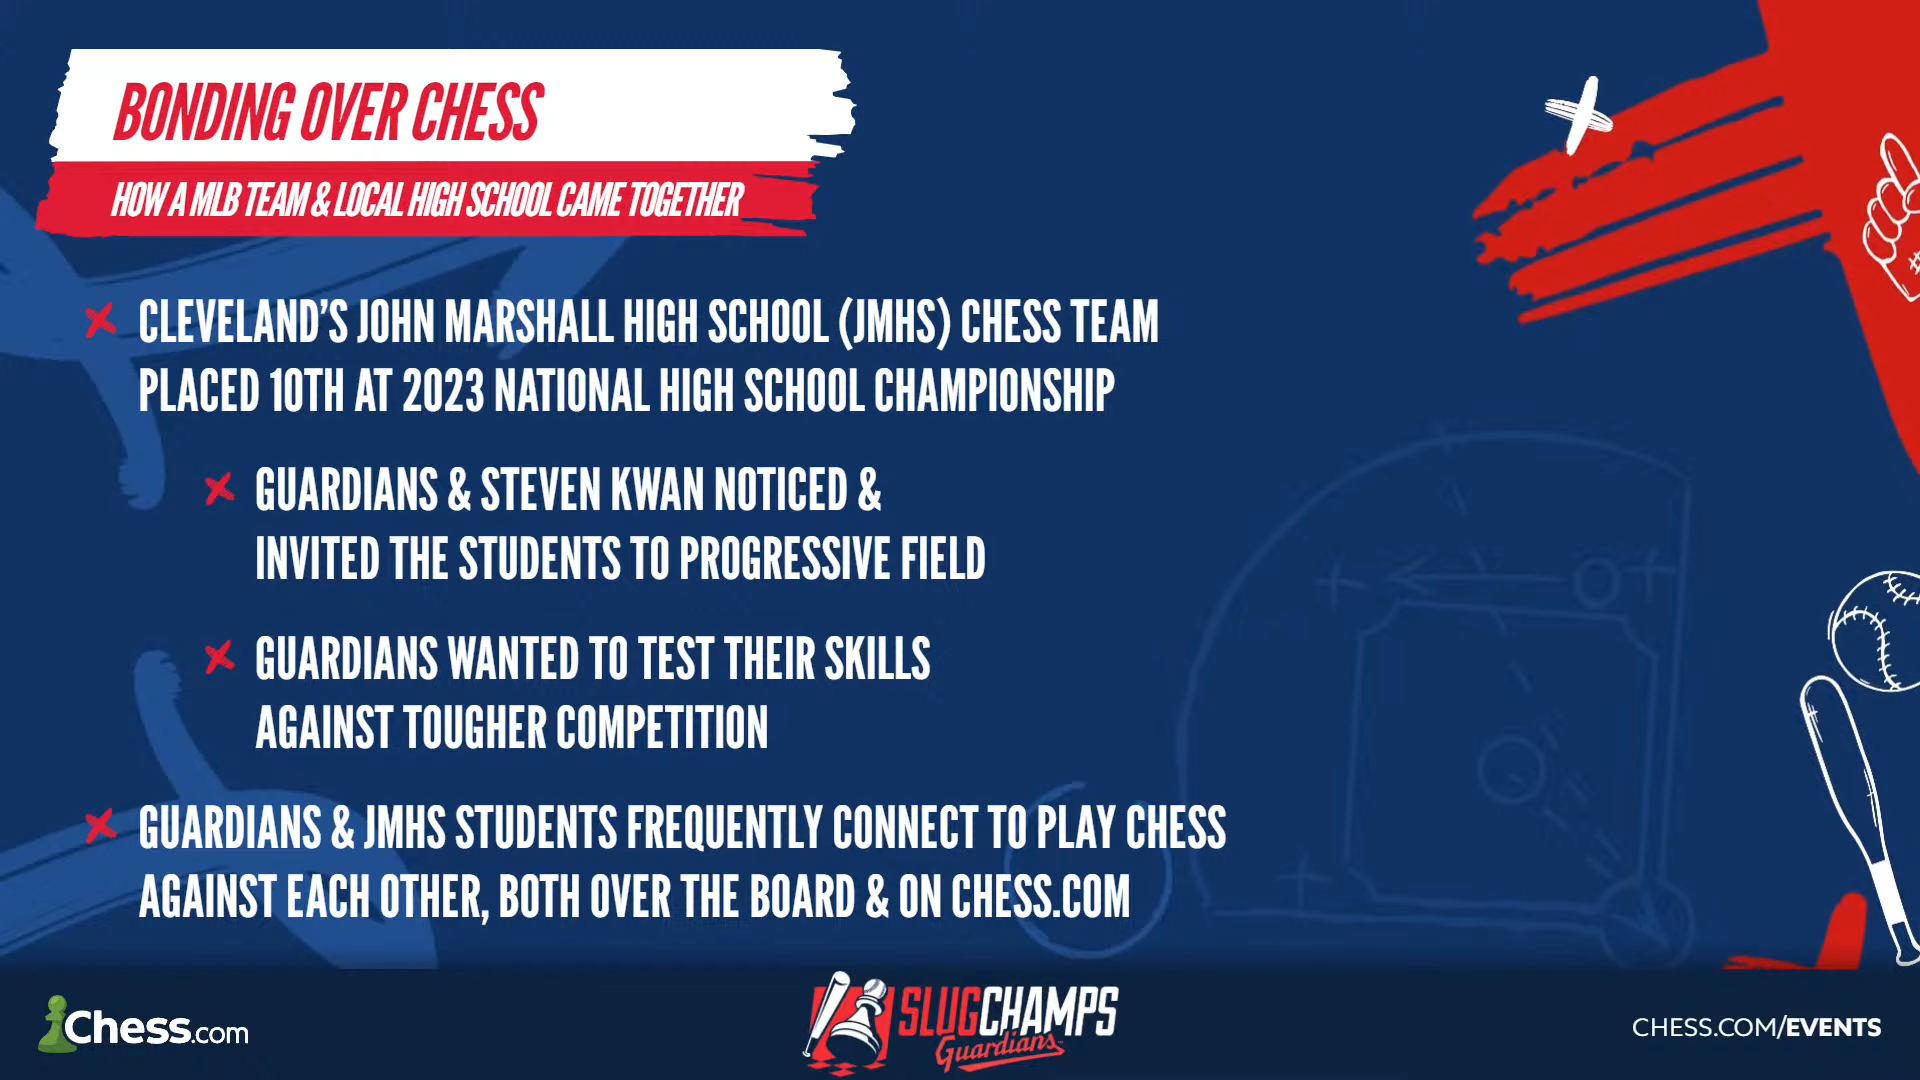 BONDING OVER CHESS
HOW A MLB TEAM & LOCAL HIGH SCHOOL CAME TOGETHER
CLEVELAND’S JOHN MARSHALL HIGH SCHOOL (JMHS) CHESS TEAM
PLACED 10TH AT 2023 NATIONAL HIGH SCHOOL CHAMPIONSHIP
GUARDIANS & STEVEN KWAN NOTICED &
INVITED THE STUDENTS TO PROGRESSIVE FIELD
GUARDIANS WANTED TO TEST THEIR SKILLS
AGAINST TOUGHER COMPETITION
GUARDIANS & JMHS STUDENTS FREQUENTLY CONNECT TO PLAY CHESS
AGAINST EACH OTHER, BOTH OVER THE BOARD & ON CHESS.COM
Chess.com
SLUGCHAMPS
Guardians
CHESS.COM/EVENTS